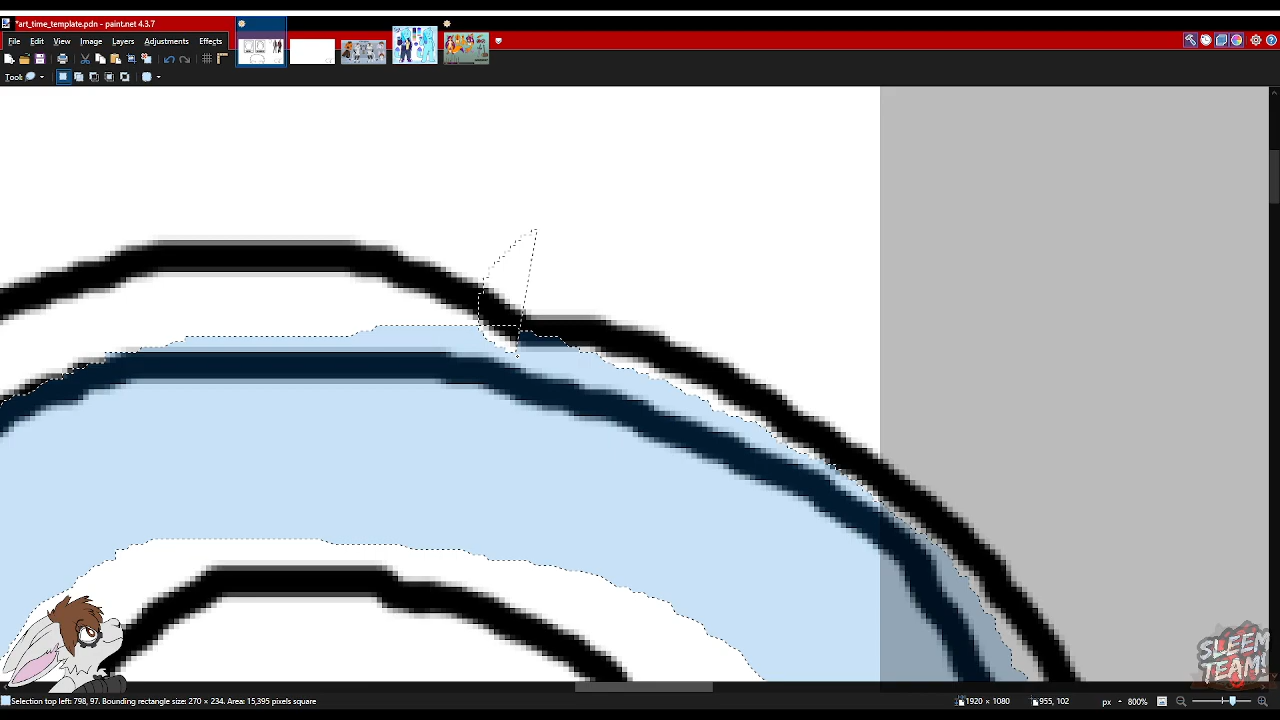 *art_time_template.pdn - paint.net 4.3.7
File Edit View Image Layers Adjustments Effects
Tool:
SLEEM TEAM!
Selection top left: 798, 97. Bounding rectangle size: 270 × 234. Area: 15,395 pixels square
1920 × 1080
955, 102
px
800%